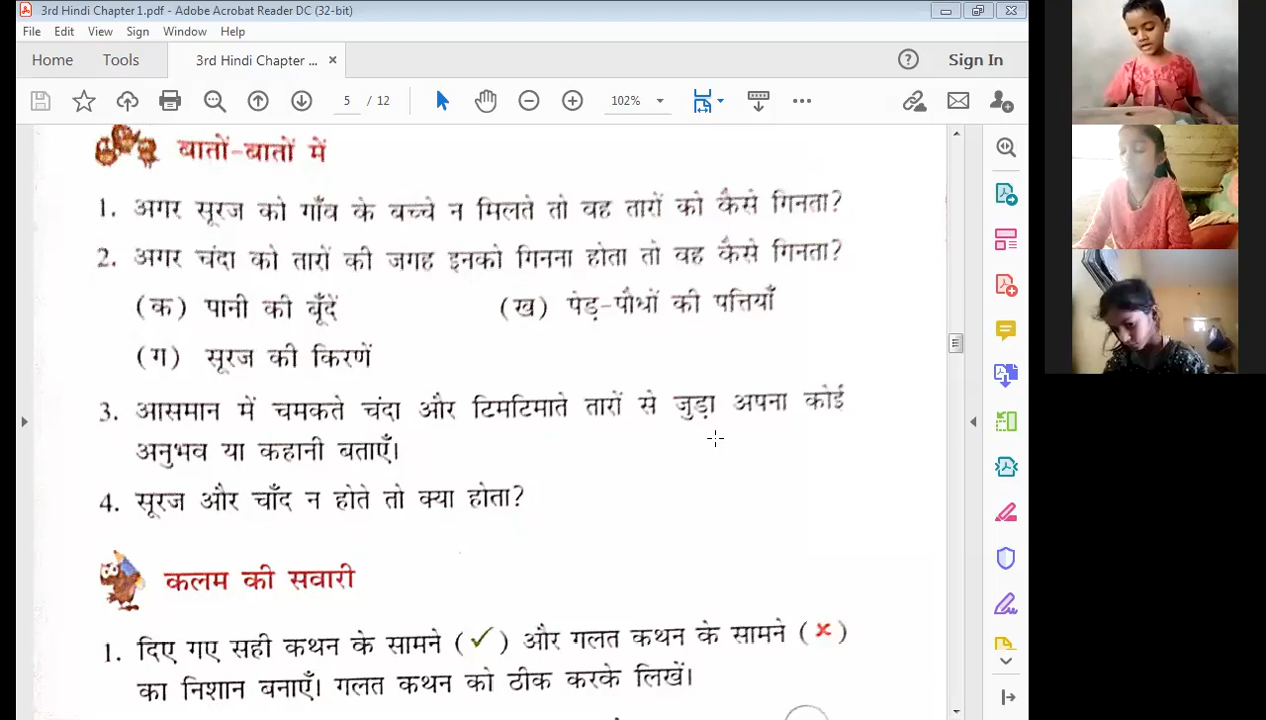 3rd Hindi Chapter 1.pdf - Adobe Acrobat Reader DC (32-bit)
File Edit View Sign Window Help
Home Tools 3rd Hindi Chapter ... × Sign In
5 / 12 102%
बातों-बातों में
1. अगर सूरज को गाँव के बच्चे न मिलते तो वह तारों को कैसे गिनता?
2. अगर चंदा को तारों की जगह इनको गिनना होता तो वह कैसे गिनता?
(क) पानी की बूँदें (ख) पेड़-पौधों की पत्तियाँ
(ग) सूरज की किरणें
3. आसमान में चमकते चंदा और टिमटिमाते तारों से जुड़ा अपना कोई
अनुभव या कहानी बताएँ।
4. सूरज और चाँद न होते तो क्या होता?
कलम की सवारी
1. दिए गए सही कथन के सामने (✓) और गलत कथन के सामने (×)
का निशान बनाएँ। गलत कथन को ठीक करके लिखें।